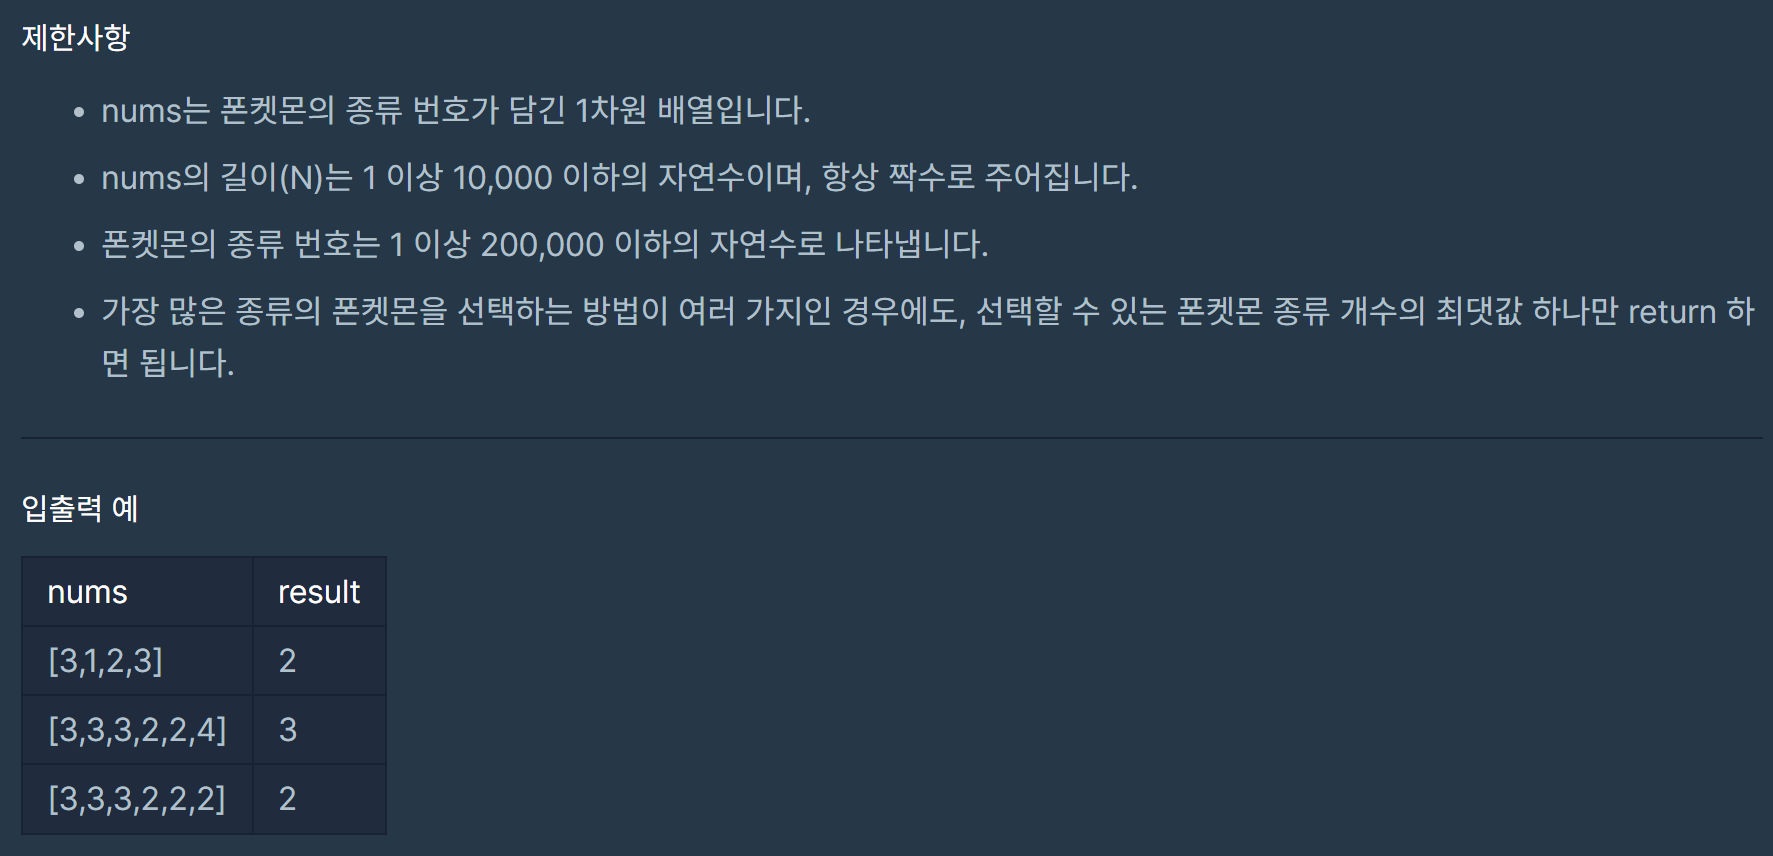 제한사항
• nums는 폰켓몬의 종류 번호가 담긴 1차원 배열입니다.
• nums의 길이(N)는 1 이상 10,000 이하의 자연수이며, 항상 짝수로 주어집니다.
• 폰켓몬의 종류 번호는 1 이상 200,000 이하의 자연수로 나타냅니다.
• 가장 많은 종류의 폰켓몬을 선택하는 방법이 여러 가지인 경우에도, 선택할 수 있는 폰켓몬 종류 개수의 최댓값 하나만 return 하
면 됩니다.
입출력 예
nums result
[3,1,2,3] 2
[3,3,3,2,2,4] 3
[3,3,3,2,2,2] 2